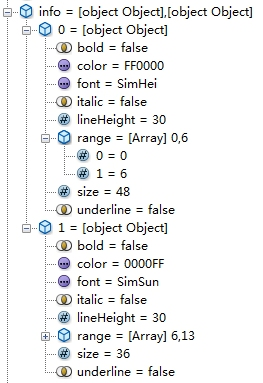 info = [object Object],[object Object]
0 = [object Object]
bold = false
color = FF0000
font = SimHei
italic = false
lineHeight = 30
range = [Array] 0,6
0 = 0
1 = 6
size = 48
underline = false
1 = [object Object]
bold = false
color = 0000FF
font = SimSun
italic = false
lineHeight = 30
range = [Array] 6,13
size = 36
underline = false